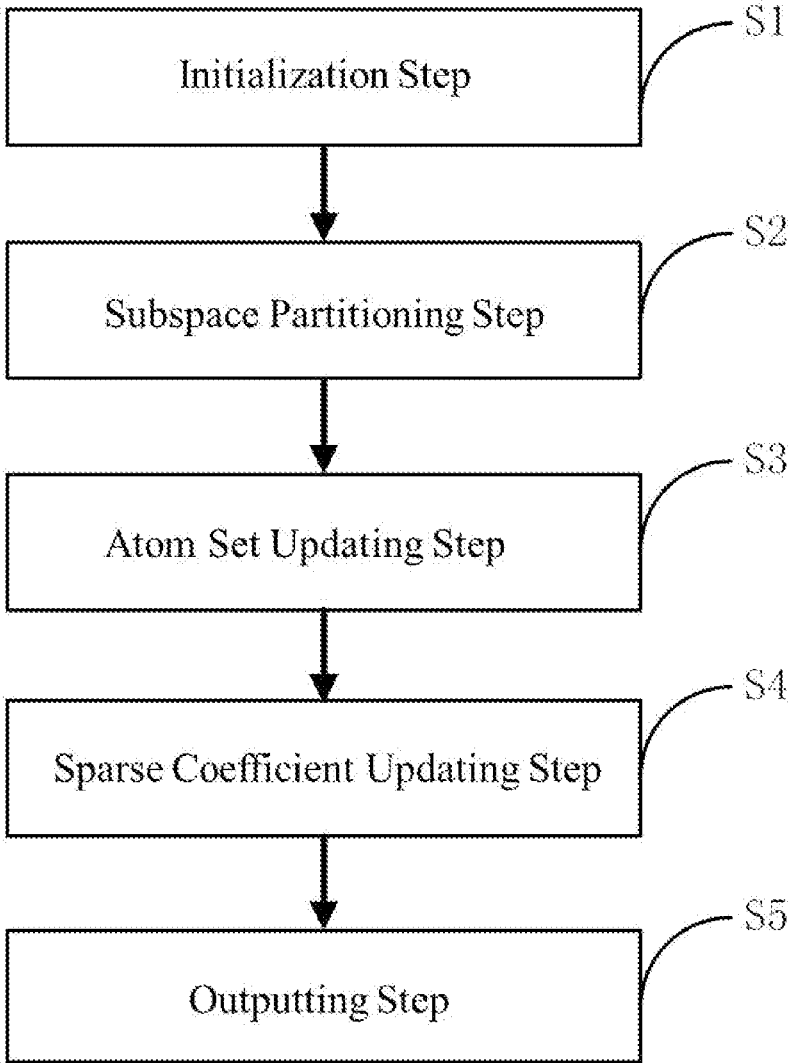 S1
Initialization Step
S2
Subspace Partitioning Step
S3
Atom Set Updating Step
S4
Sparse Coefficient Updating Step
S5
Outputting Step